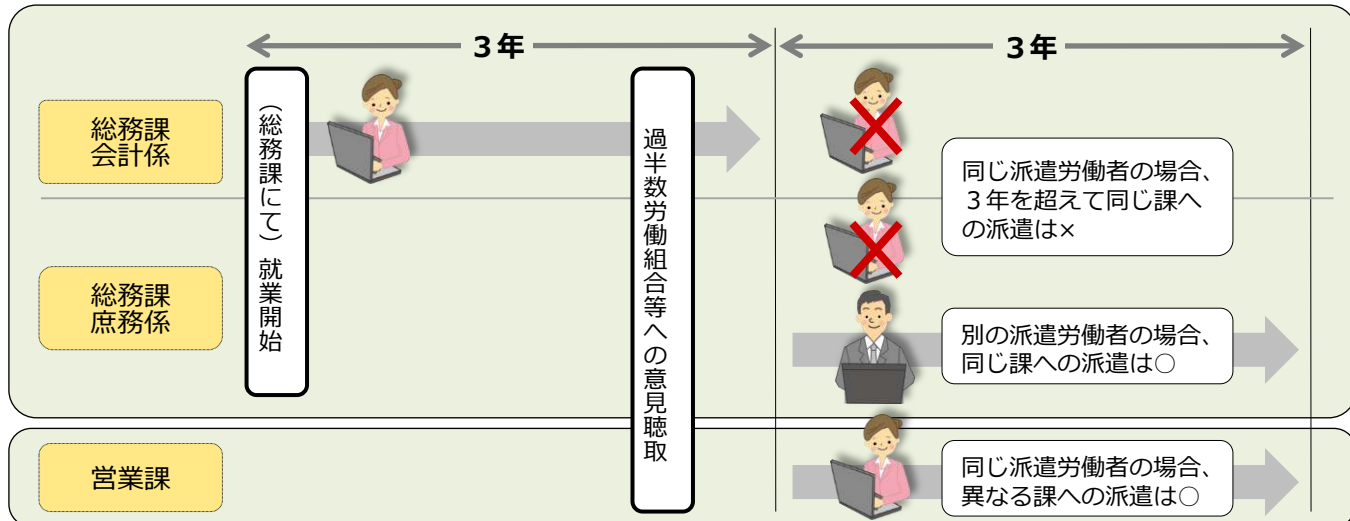 ３年
３年
総務課
会計係
（総務課にて）就業開始
過半数労働組合等への意見聴取
同じ派遣労働者の場合、
３年を超えて同じ課へ
の派遣は×
総務課
庶務係
別の派遣労働者の場合、
同じ課への派遣は○
営業課
同じ派遣労働者の場合、
異なる課への派遣は○